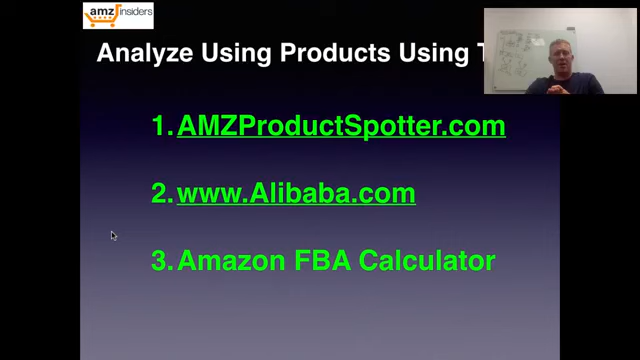 amz insiders
Analyze Using Products Using T
1. AMZProductSpotter.com
2. www.Alibaba.com
3. Amazon FBA Calculator